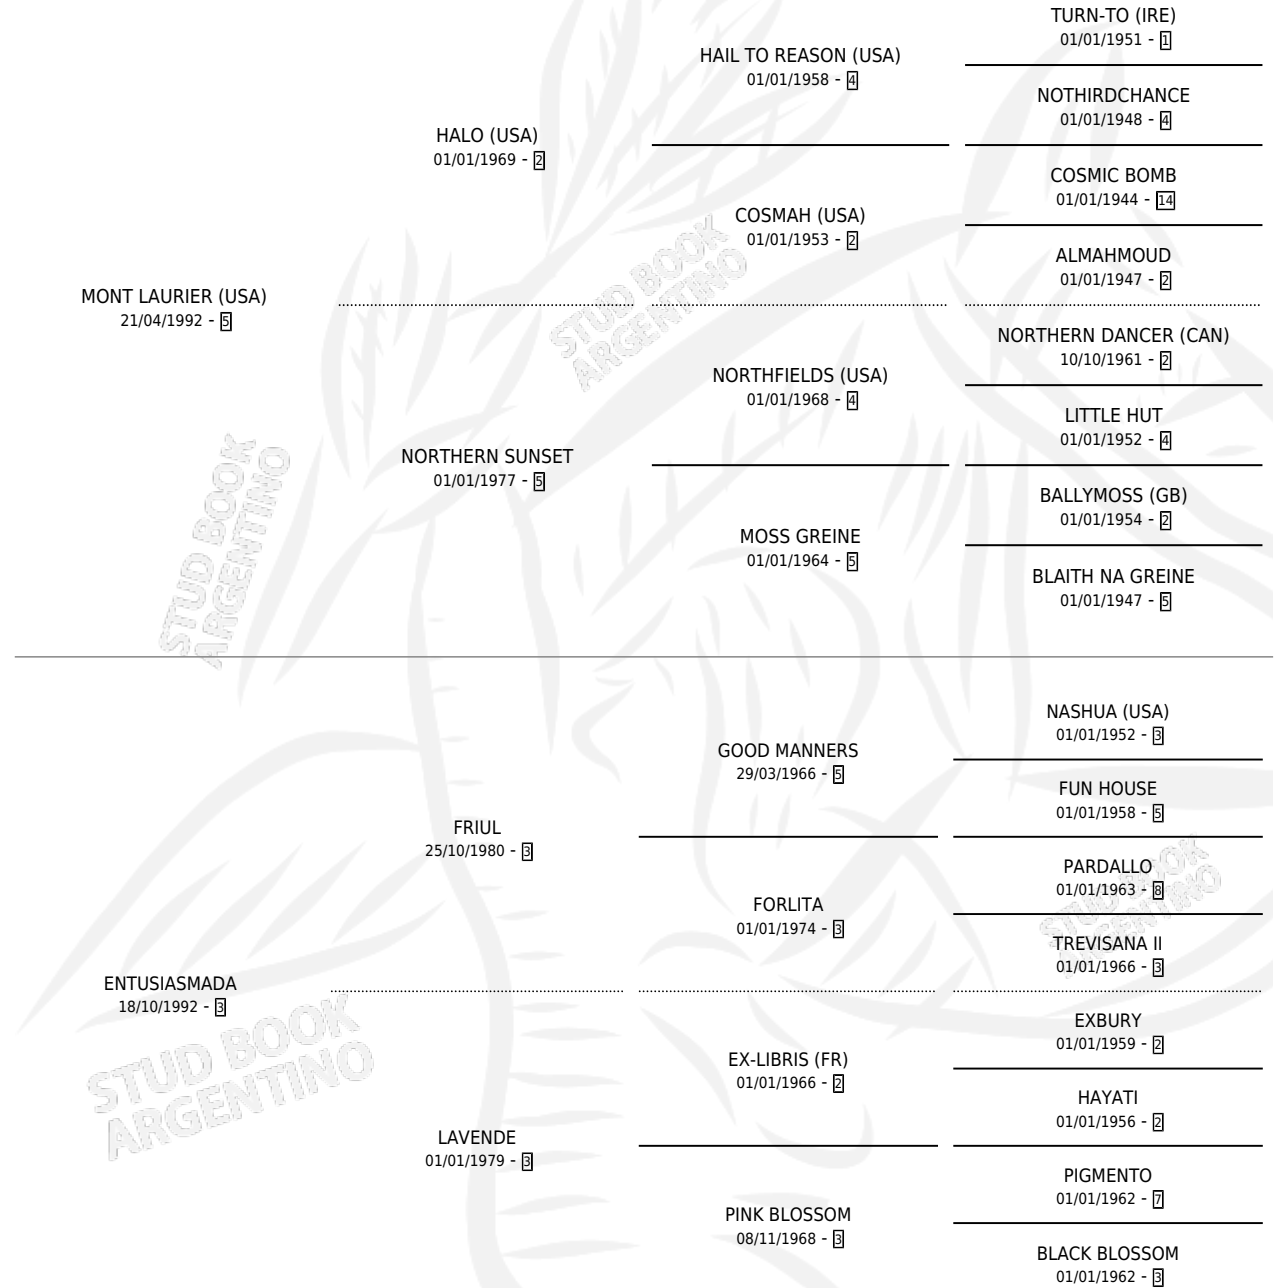 TURN-TO (IRE)
01/01/1951 - 1
HAIL TO REASON (USA)
01/01/1958 - 4
NOTHIRDCHANCE
01/01/1948 - 4
HALO (USA)
01/01/1969 - 2
COSMIC BOMB
01/01/1944 - 14
COSMAH (USA)
01/01/1953 - 2
ALMAHMOUD
01/01/1947 - 2
MONT LAURIER (USA)
21/04/1992 - 5
NORTHERN DANCER (CAN)
10/10/1961 - 2
NORTHFIELDS (USA)
01/01/1968 - 4
LITTLE HUT
01/01/1952 - 4
NORTHERN SUNSET
01/01/1977 - 5
BALLYMOSS (GB)
01/01/1954 - 2
MOSS GREINE
01/01/1964 - 5
BLAITH NA GREINE
01/01/1947 - 5
STUD BOOK
ARGENTINO
STUD BOOK
ARGENTINO
NASHUA (USA)
01/01/1952 - 3
GOOD MANNERS
29/03/1966 - 5
FUN HOUSE
01/01/1958 - 5
FRIUL
25/10/1980 - 3
PARDALLO
01/01/1963 - 8
FORLITA
01/01/1974 - 3
TREVISANA II
01/01/1966 - 3
STUD BOOK
ARGENTINO
ENTUSIASMADA
18/10/1992 - 3
EXBURY
01/01/1959 - 2
EX-LIBRIS (FR)
01/01/1966 - 2
HAYATI
01/01/1956 - 2
STUD BOOK
ARGENTINO
LAVENDE
01/01/1979 - 3
PIGMENTO
01/01/1962 - 7
PINK BLOSSOM
08/11/1968 - 3
BLACK BLOSSOM
01/01/1962 - 3